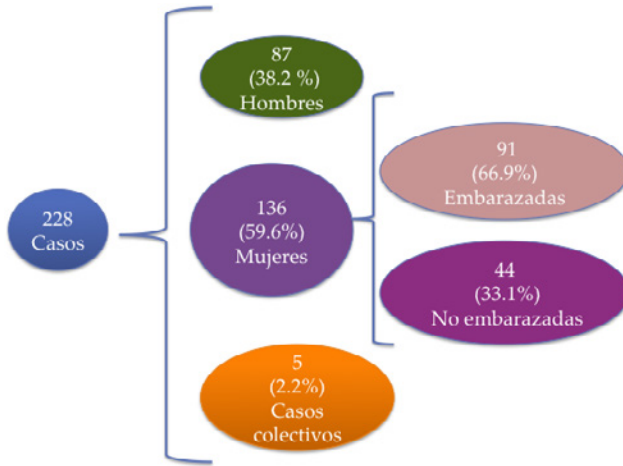 228
Casos
87
(38.2 %)
Hombres
136
(59.6%)
Mujeres
5
(2.2%)
Casos
colectivos
91
(66.9%)
Embarazadas
44
(33.1%)
No embarazadas